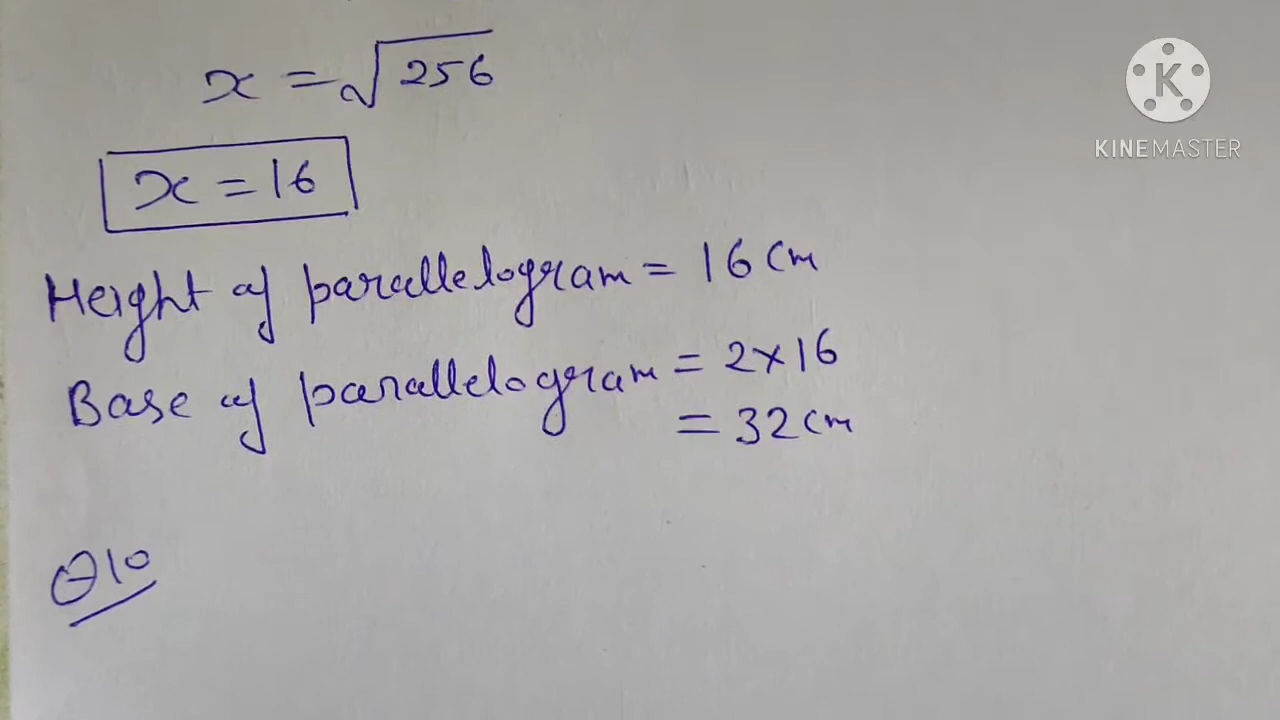 x = √256
KINEMASTER
x = 16
Height of parallelogram = 16 cm
Base of parallelogram = 2 × 16
= 32 cm
Q10